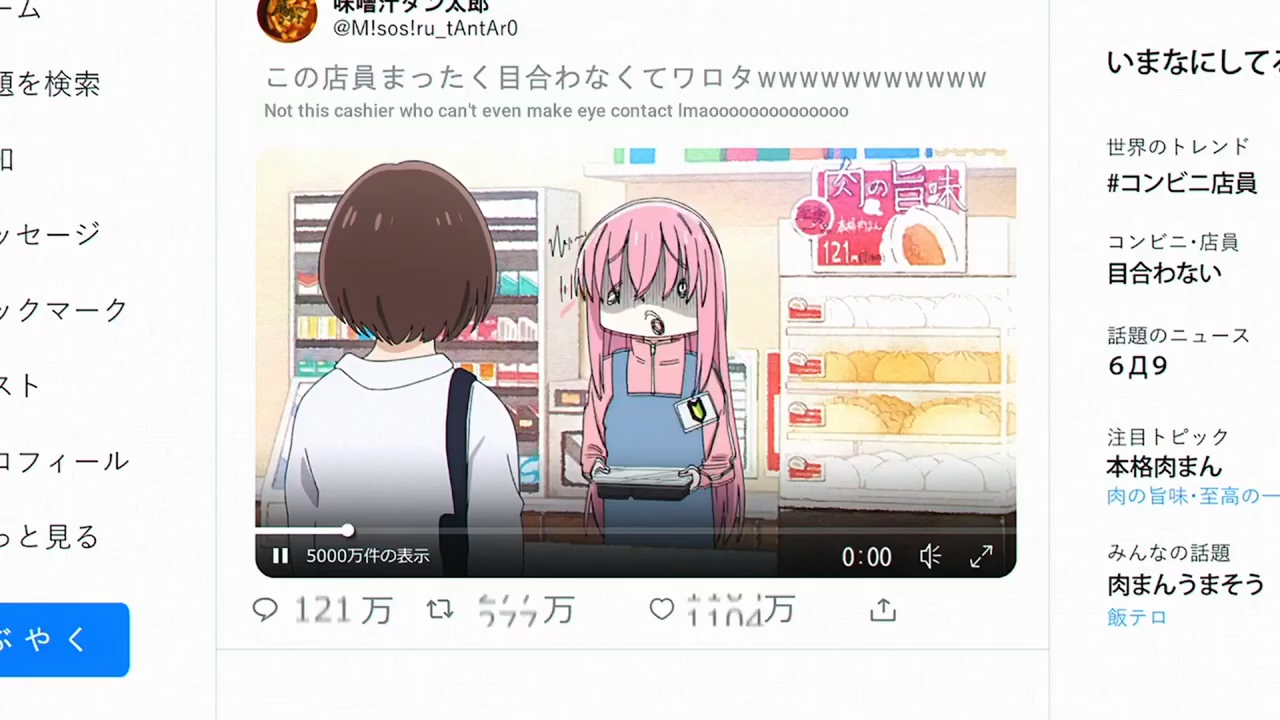 ーム
題を検索
知
ッセージ
ックマーク
スト
ロフィール
っと見る
ぶやく
味噌汁タン太郎
@M!sos!ru_tAntAr0
この店員まったく目合わなくてワロタwwwwwwwwwww
Not this cashier who can't even make eye contact lmaoooooooooooooo
肉の旨味
本格肉まん
121
0:00
5000万件の表示
121万
277万
1104万
いまなにしてる
世界のトレンド
#コンビニ店員
コンビニ・店員
目合わない
話題のニュース
6Д9
注目トピック
本格肉まん
肉の旨味・至高の一
みんなの話題
肉まんうまそう
飯テロ